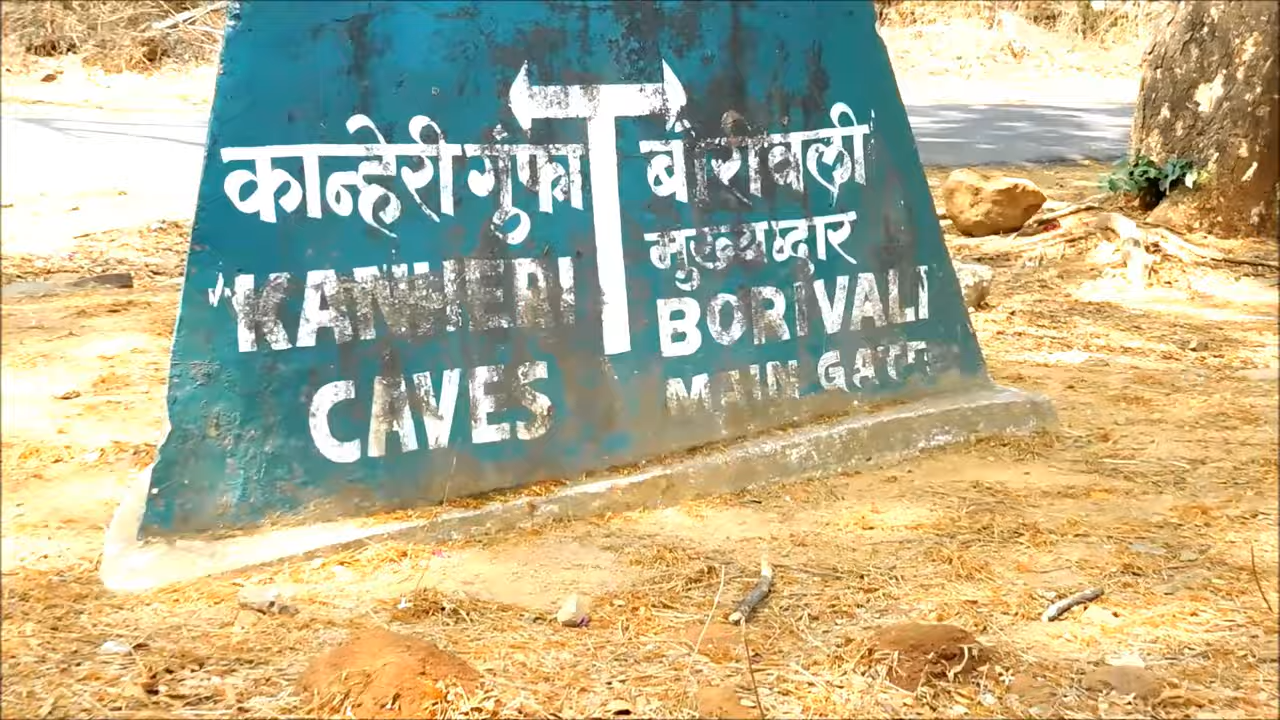 कान्हेरी गुंफा
KANHERI
CAVES
बोरीवली
मुख्यद्वार
BORIVALI
MAIN GATE